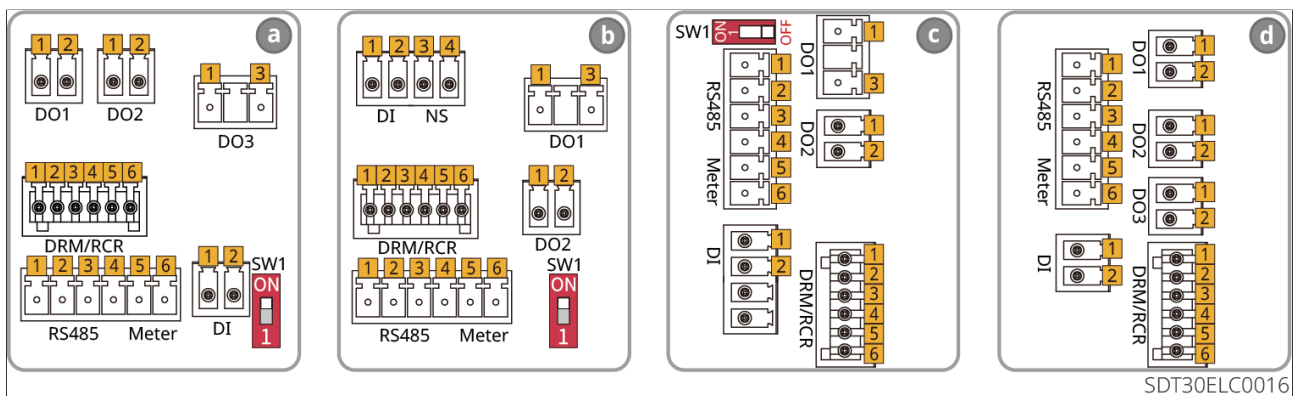 a
1 2 1 2
DO1 DO2
1 3
DO3
1 2 3 4 5 6
DRM/RCR
1 2 3 4 5 6
RS485 Meter
1 2
DI
SW1
ON
1
b
1 2 3 4
DI NS
1 3
DO1
1 2 3 4 5 6
DRM/RCR
1 2
DO2
1 2 3 4 5 6
RS485 Meter
SW1
ON
1
c
SW1 ON 1 OFF
DO1
1
3
RS485 Meter
1
2
3
4
5
6
DO2
1
2
DI
1
2
DRM/RCR
1
2
3
4
5
6
d
RS485 Meter
1
2
3
4
5
6
DO1
1
2
DO2
1
2
DO3
1
2
DI
1
2
DRM/RCR
1
2
3
4
5
6
SDT30ELC0016